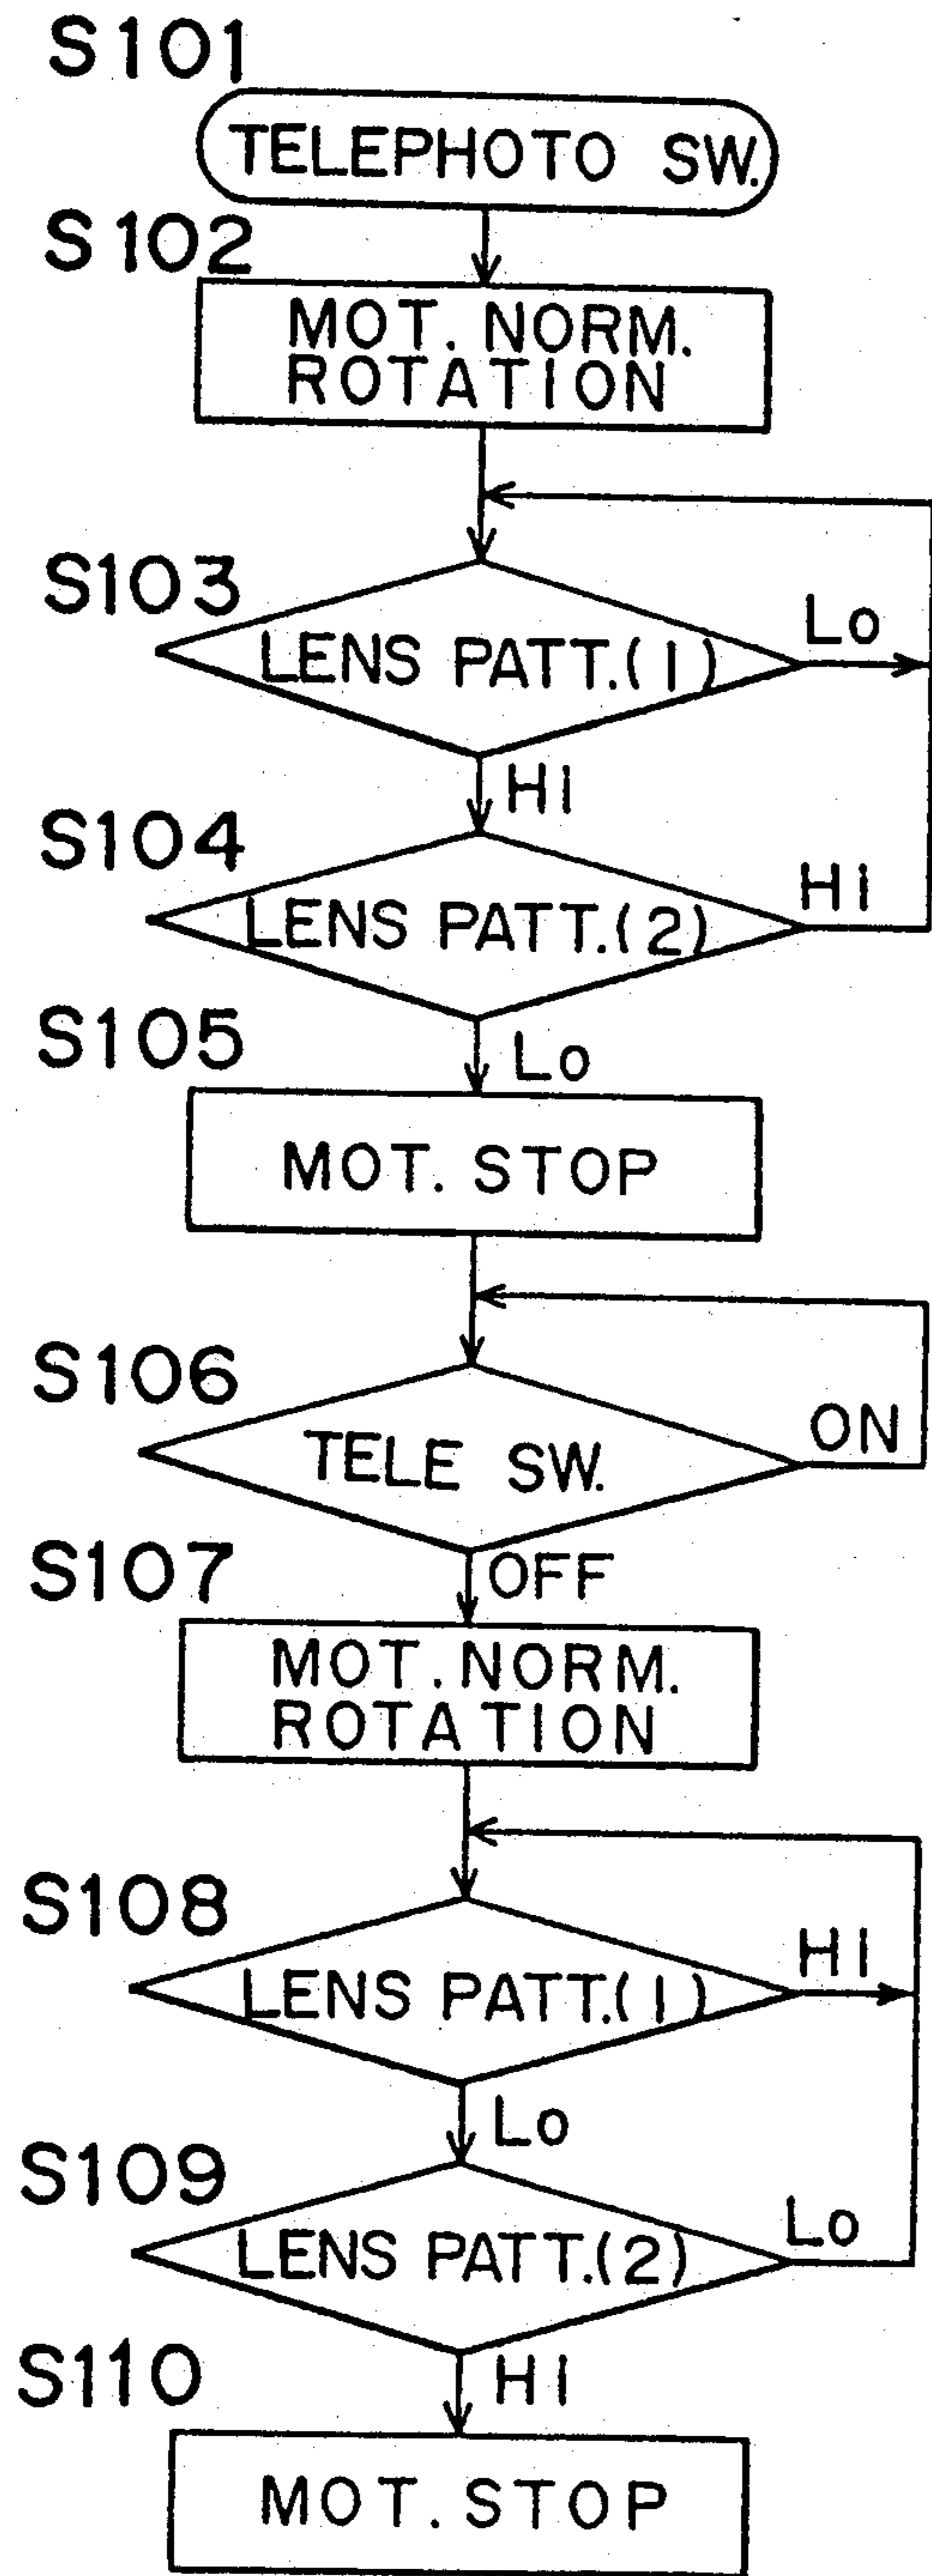 S101
TELEPHOTO SW.
S102
MOT. NORM.
ROTATION
S103
LENS PATT.(1)
Lo
HI
S104
LENS PATT.(2)
HI
S105
Lo
MOT. STOP
S106
TELE SW.
ON
S107
OFF
MOT. NORM.
ROTATION
S108
LENS PATT.(1)
HI
Lo
S109
LENS PATT.(2)
Lo
S110
HI
MOT. STOP